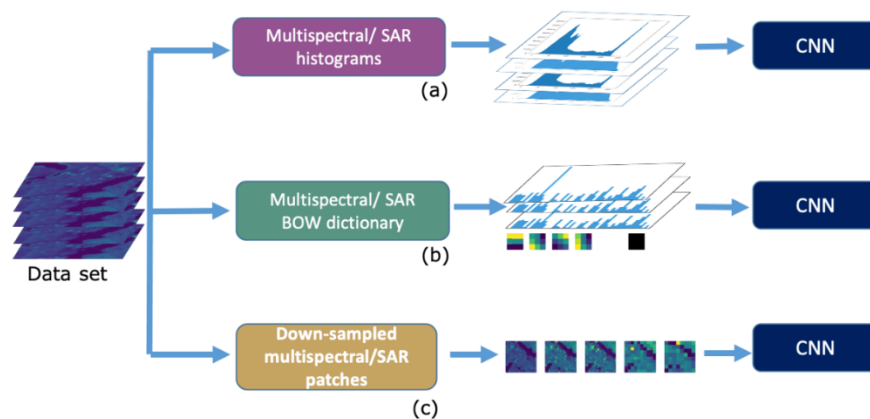 Multispectral/ SAR
histograms
(a)
CNN
Data set
Multispectral/ SAR
BOW dictionary
(b)
CNN
Down-sampled
multispectral/SAR
patches
(c)
CNN